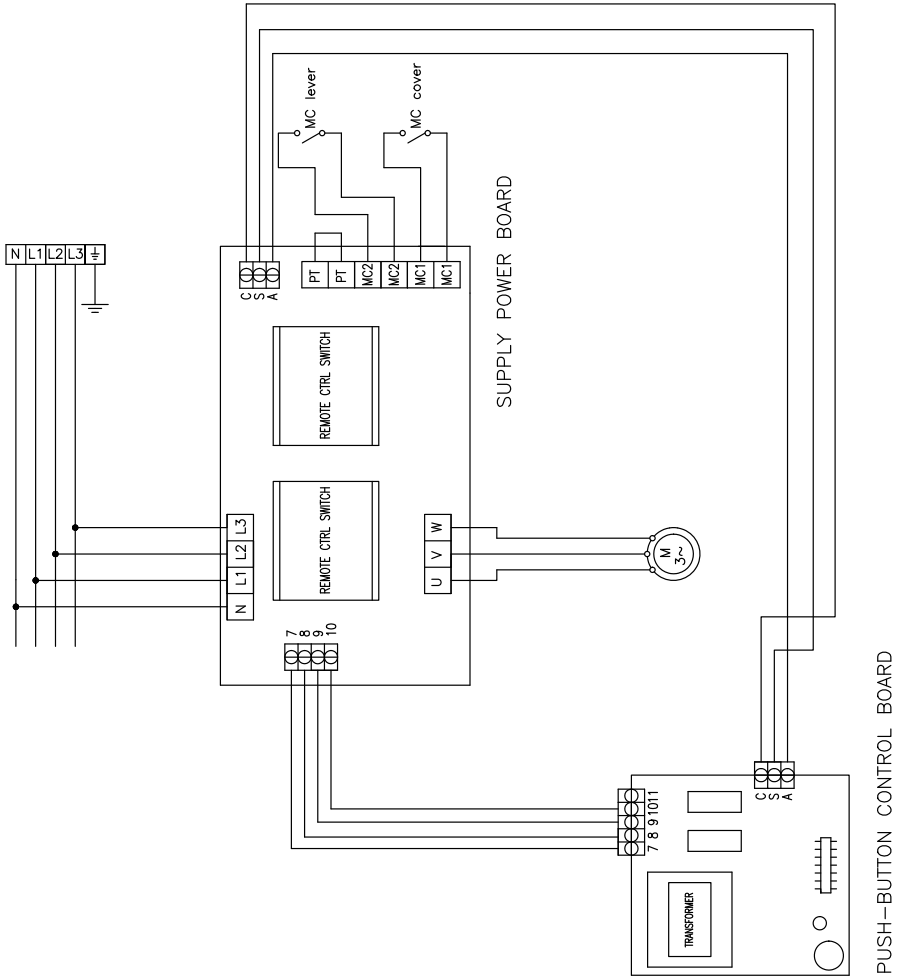 N L1 L2 L3
MC lever
MC cover
C
S
A
PT
PT
MC2
MC2
MC1
MC1
SUPPLY POWER BOARD
REMOTE CTRL SWITCH
REMOTE CTRL SWITCH
N L1 L2 L3
U V W
M
3~
7
8
9
10
7 8 9 10 11
C
S
A
TRANSFORMER
PUSH-BUTTON CONTROL BOARD